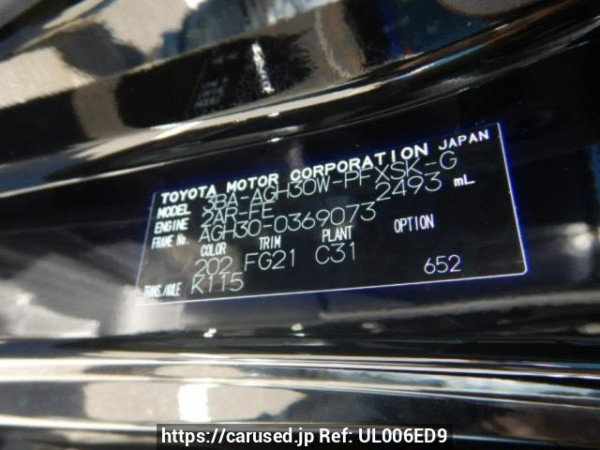 TOYOTA MOTOR CORPORATION JAPAN
MODEL 3BA-AGH30W-PFXSK-G
ENGINE 2AR-FE 2493 mL
FRAME No. AGH30-0369073
COLOR TRIM PLANT OPTION
202 FG21 C31
TRANS./AXLE K115 652
https://carused.jp Ref: UL006ED9